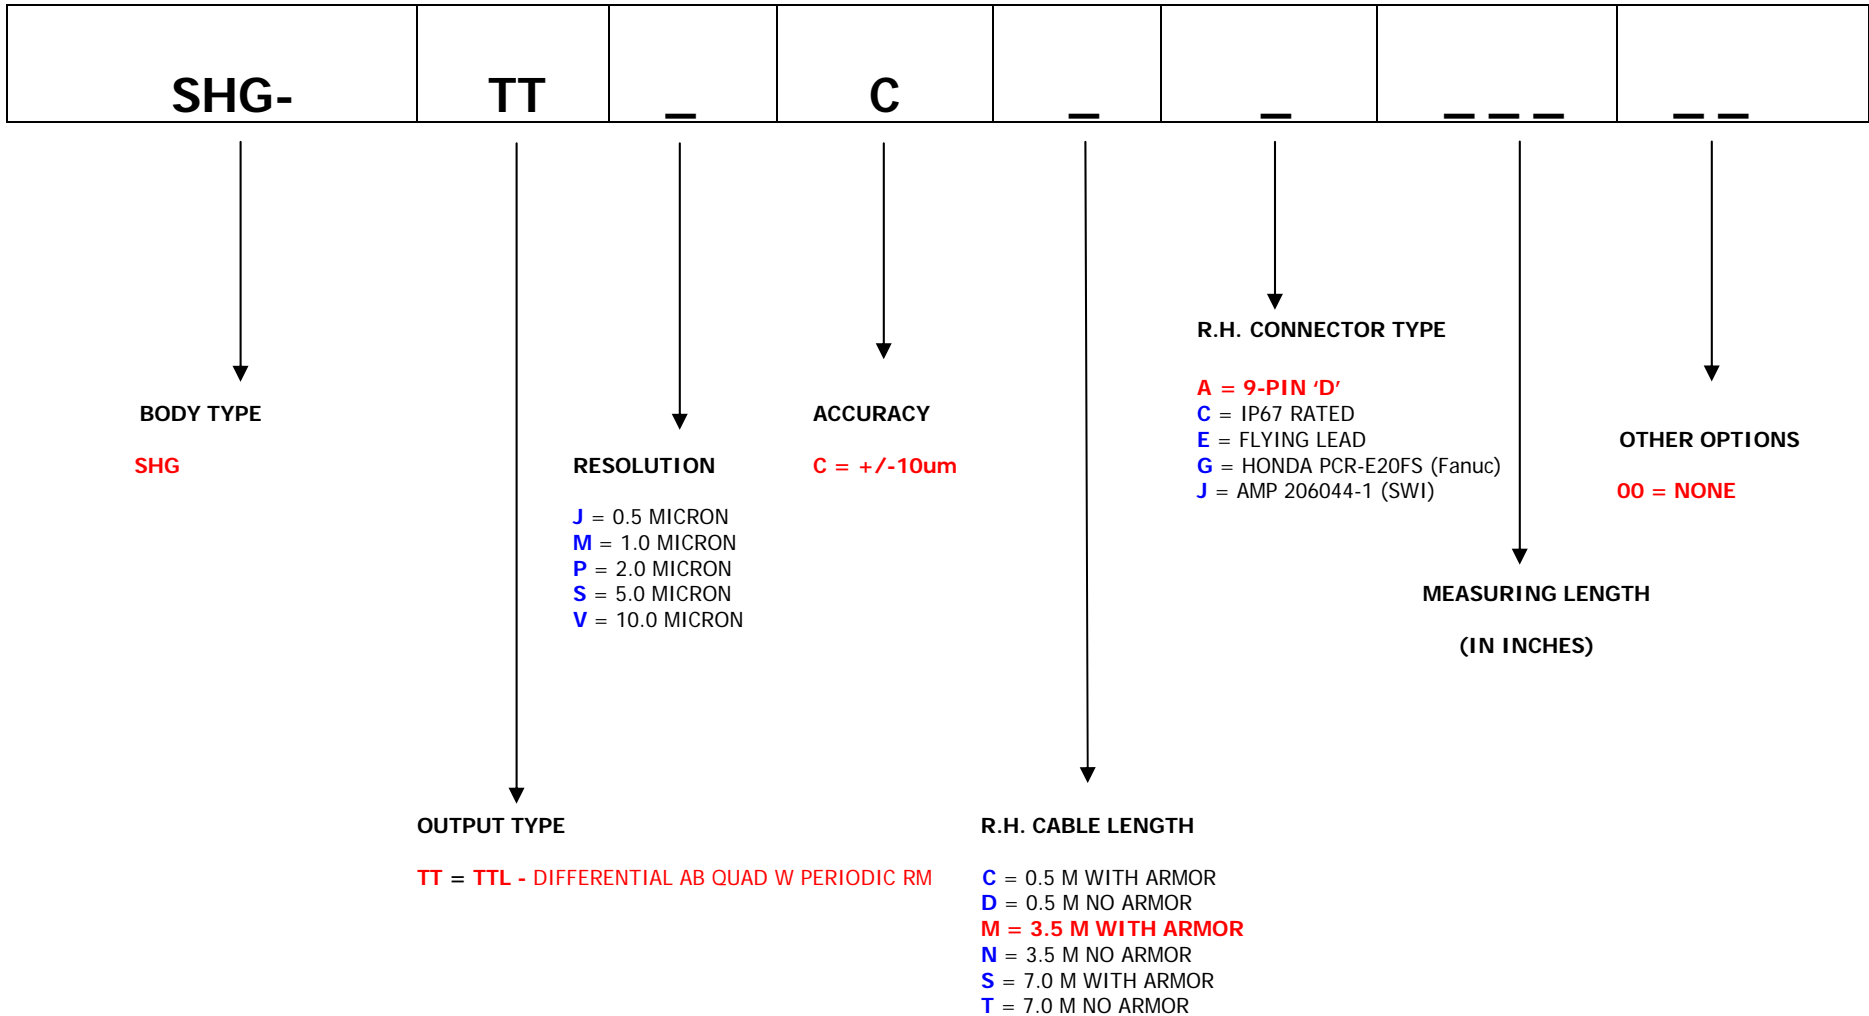 SHG- TT _ C _ _ _ _ _ _ _
BODY TYPE
SHG
OUTPUT TYPE
TT = TTL - DIFFERENTIAL AB QUAD W PERIODIC RM
RESOLUTION
J = 0.5 MICRON
M = 1.0 MICRON
P = 2.0 MICRON
S = 5.0 MICRON
V = 10.0 MICRON
ACCURACY
C = +/-10um
R.H. CABLE LENGTH
C = 0.5 M WITH ARMOR
D = 0.5 M NO ARMOR
M = 3.5 M WITH ARMOR
N = 3.5 M NO ARMOR
S = 7.0 M WITH ARMOR
T = 7.0 M NO ARMOR
R.H. CONNECTOR TYPE
A = 9-PIN ‘D’
C = IP67 RATED
E = FLYING LEAD
G = HONDA PCR-E20FS (Fanuc)
J = AMP 206044-1 (SWI)
MEASURING LENGTH
(IN INCHES)
OTHER OPTIONS
00 = NONE